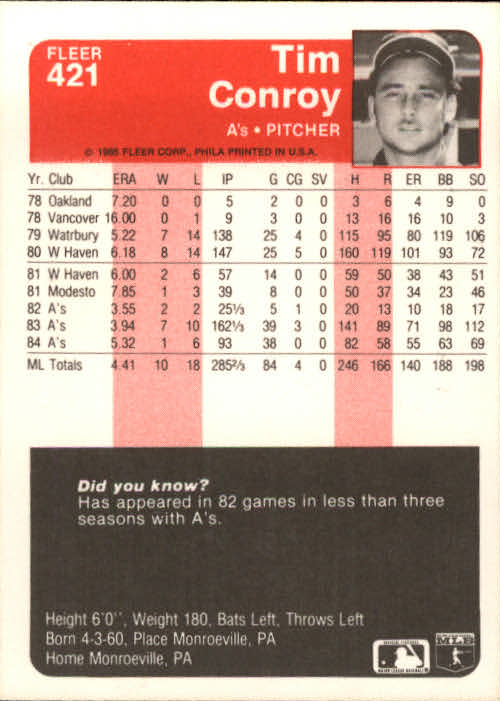 FLEER
421
Tim
Conroy
A's • PITCHER
© 1985 FLEER CORP., PHILA PRINTED IN U.S.A.
Yr. Club ERA W L IP G CG SV H R ER BB SO
78 Oakland 7.20 0 0 5 2 0 0 3 6 4 9 0
78 Vancover 16.00 0 1 9 3 0 0 13 16 16 10 3
79 Watrbury 5.22 7 14 138 25 4 0 115 95 80 119 106
80 W Haven 6.18 8 14 147 25 5 0 160 119 101 93 72
81 W Haven 6.00 2 6 57 14 0 0 59 50 38 43 51
81 Modesto 7.85 1 3 39 8 0 0 50 37 34 23 46
82 A's 3.55 2 2 25⅓ 5 1 0 20 13 10 18 17
83 A's 3.94 7 10 162⅓ 39 3 0 141 89 71 98 112
84 A's 5.32 1 6 93 38 0 0 82 58 55 63 69
ML Totals 4.41 10 18 285⅔ 84 4 0 246 166 140 188 198
Did you know?
Has appeared in 82 games in less than three
seasons with A's.
Height 6'0'', Weight 180, Bats Left, Throws Left
Born 4-3-60, Place Monroeville, PA
Home Monroeville, PA
MLB